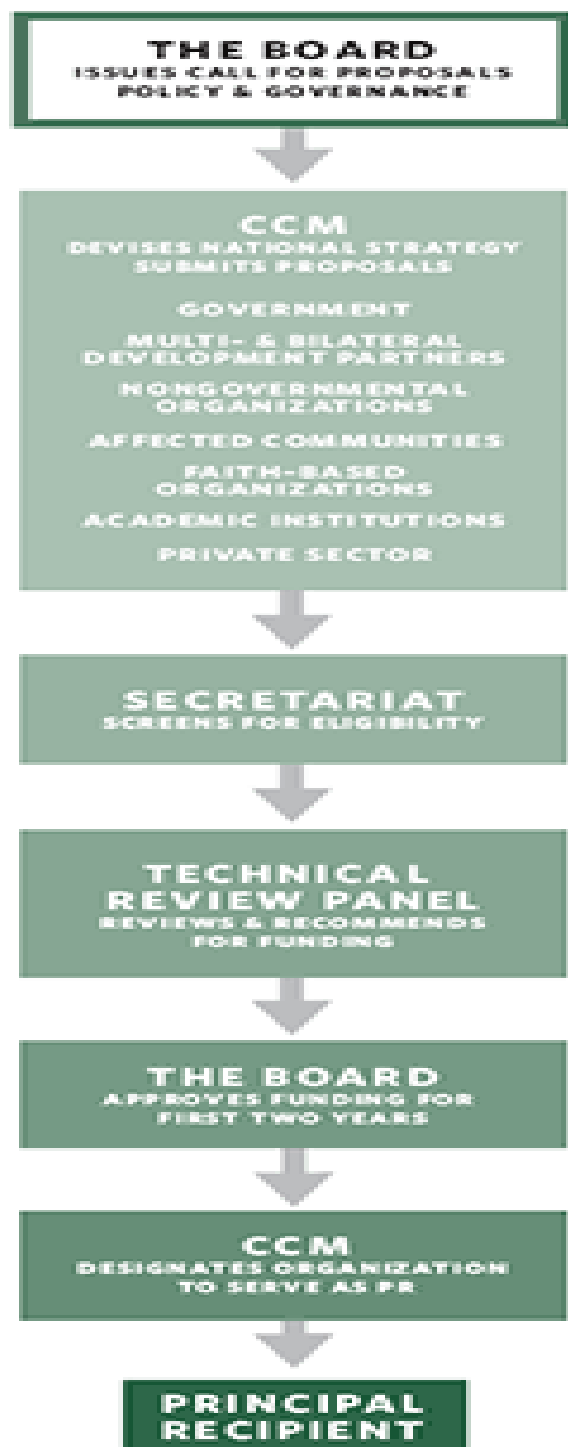 THE BOARD
ISSUES CALL FOR PROPOSALS
POLICY & GOVERNANCE
CCM
DEVISES NATIONAL STRATEGY
SUBMITS PROPOSALS
GOVERNMENT
MULTI- & BILATERAL
DEVELOPMENT PARTNERS
NONGOVERNMENTAL
ORGANIZATIONS
AFFECTED COMMUNITIES
FAITH-BASED
ORGANIZATIONS
ACADEMIC INSTITUTIONS
PRIVATE SECTOR
SECRETARIAT
SCREENS FOR ELIGIBILITY
TECHNICAL
REVIEW PANEL
REVIEWS & RECOMMENDS
FOR FUNDING
THE BOARD
APPROVES FUNDING FOR
FIRST TWO YEARS
CCM
DESIGNATES ORGANIZATION
TO SERVE AS PR
PRINCIPAL
RECIPIENT